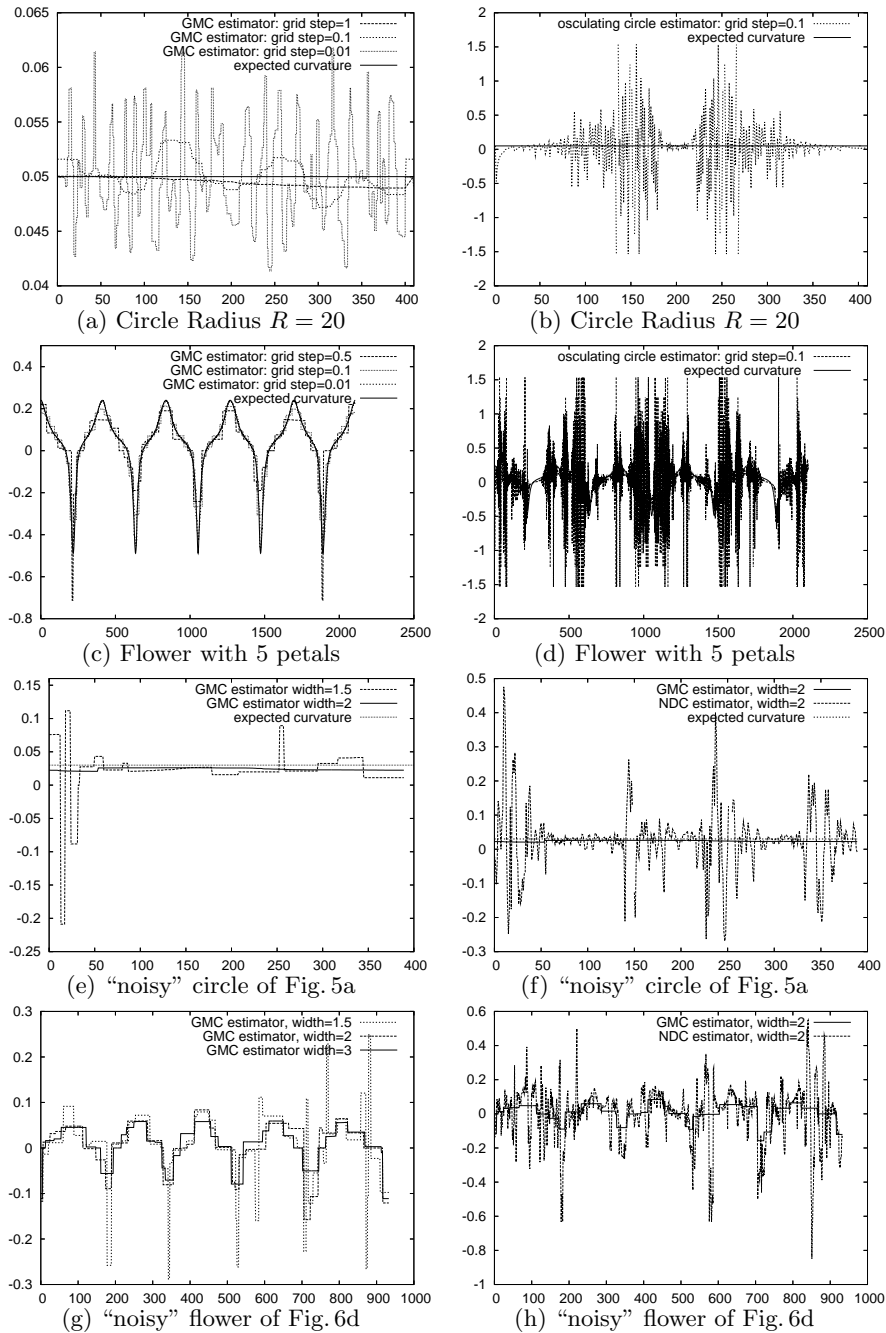 0.065
0.06
0.055
0.05
0.045
0.04
0 50 100 150 200 250 300 350 400
GMC estimator: grid step=1
GMC estimator: grid step=0.1
GMC estimator: grid step=0.01
expected curvature
(a) Circle Radius R = 20
2
1.5
1
0.5
0
-0.5
-1
-1.5
-2
0 50 100 150 200 250 300 350 400
osculating circle estimator: grid step=0.1
expected curvature
(b) Circle Radius R = 20
0.4
0.2
0
-0.2
-0.4
-0.6
-0.8
0 500 1000 1500 2000 2500
GMC estimator: grid step=0.5
GMC estimator: grid step=0.1
GMC estimator: grid step=0.01
expected curvature
(c) Flower with 5 petals
2
1.5
1
0.5
0
-0.5
-1
-1.5
-2
0 500 1000 1500 2000 2500
osculating circle estimator: grid step=0.1
expected curvature
(d) Flower with 5 petals
0.15
0.1
0.05
0
-0.05
-0.1
-0.15
-0.2
-0.25
0 50 100 150 200 250 300 350 400
GMC estimator width=1.5
GMC estimator width=2
expected curvature
(e) “noisy” circle of Fig. 5a
0.5
0.4
0.3
0.2
0.1
0
-0.1
-0.2
-0.3
0 50 100 150 200 250 300 350 400
GMC estimator, width=2
NDC estimator, width=2
expected curvature
(f) “noisy” circle of Fig. 5a
0.3
0.2
0.1
0
-0.1
-0.2
-0.3
0 100 200 300 400 500 600 700 800 900 1000
GMC estimator, width=1.5
GMC estimator, width=2
GMC estimator width=3
(g) “noisy” flower of Fig. 6d
0.6
0.4
0.2
0
-0.2
-0.4
-0.6
-0.8
-1
0 100 200 300 400 500 600 700 800 900 1000
GMC estimator, width=2
NDC estimator, width=2
(h) “noisy” flower of Fig. 6d